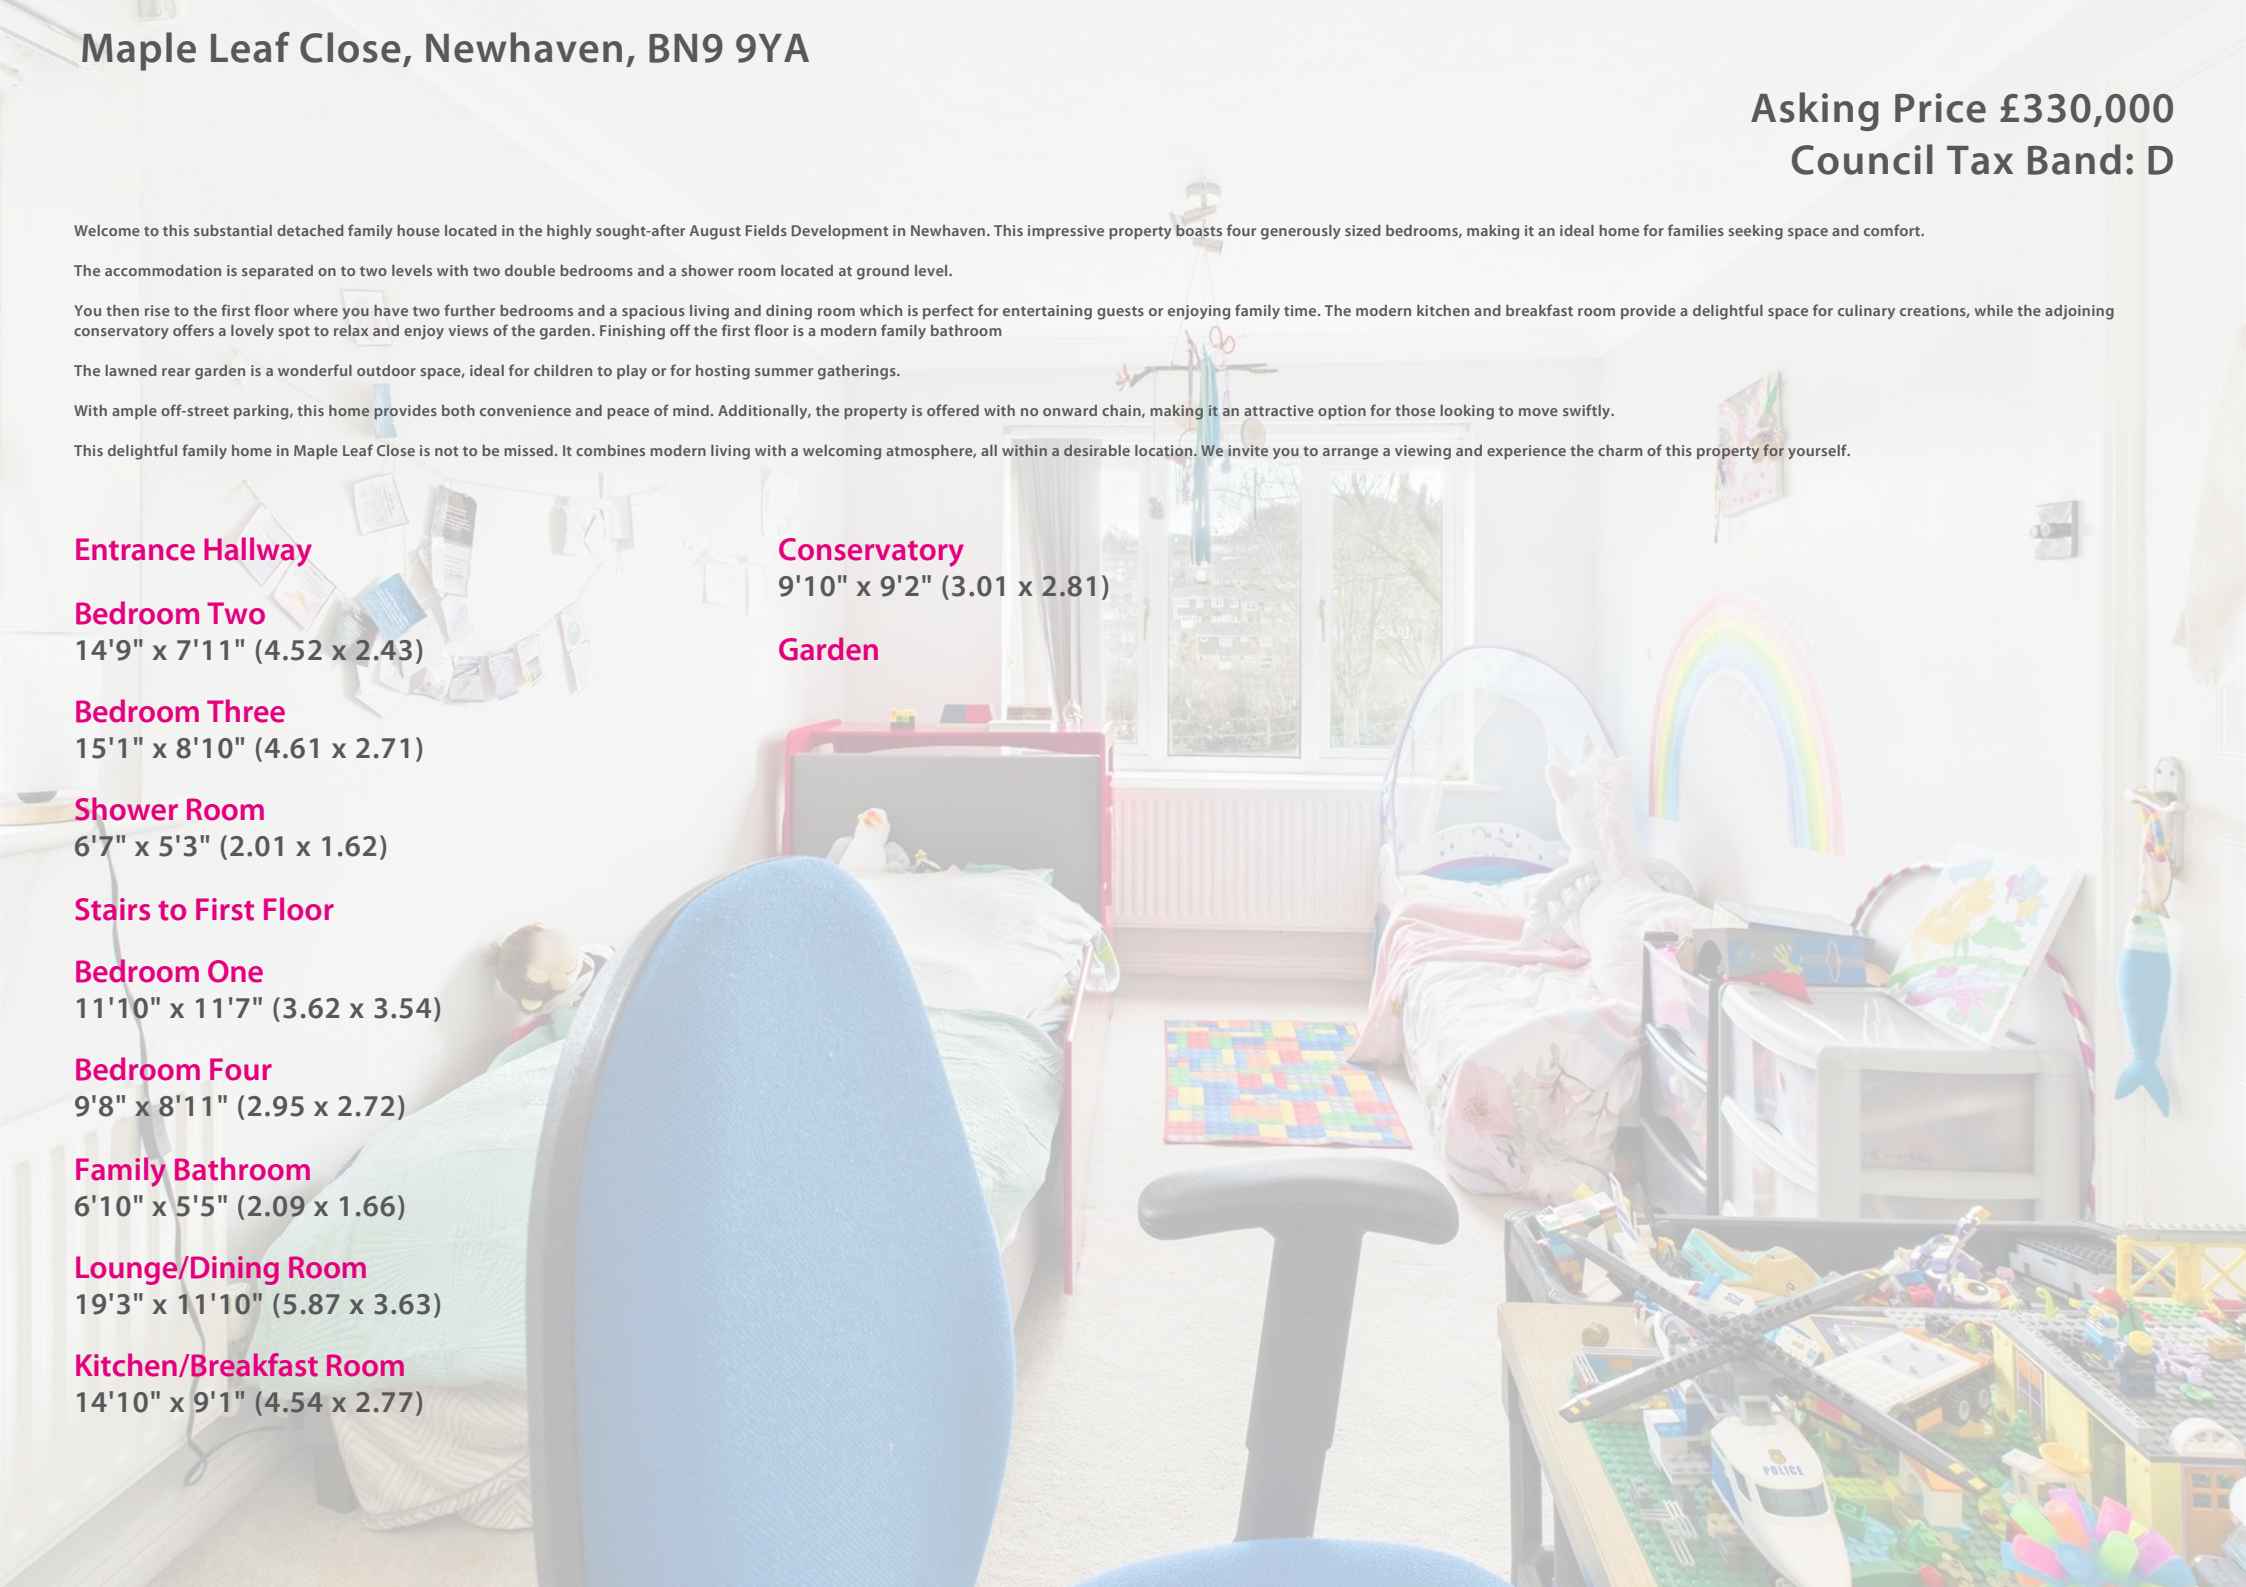 Maple Leaf Close, Newhaven, BN9 9YA
Asking Price £330,000
Council Tax Band: D
Welcome to this substantial detached family house located in the highly sought-after August Fields Development in Newhaven. This impressive property boasts four generously sized bedrooms, making it an ideal home for families seeking space and comfort.
The accommodation is separated on to two levels with two double bedrooms and a shower room located at ground level.
You then rise to the first floor where you have two further bedrooms and a spacious living and dining room which is perfect for entertaining guests or enjoying family time. The modern kitchen and breakfast room provide a delightful space for culinary creations, while the adjoining
conservatory offers a lovely spot to relax and enjoy views of the garden. Finishing off the first floor is a modern family bathroom
The lawned rear garden is a wonderful outdoor space, ideal for children to play or for hosting summer gatherings.
With ample off-street parking, this home provides both convenience and peace of mind. Additionally, the property is offered with no onward chain, making it an attractive option for those looking to move swiftly.
This delightful family home in Maple Leaf Close is not to be missed. It combines modern living with a welcoming atmosphere, all within a desirable location. We invite you to arrange a viewing and experience the charm of this property for yourself.
Entrance Hallway
Bedroom Two
14'9" x 7'11" (4.52 x 2.43)
Bedroom Three
15'1" x 8'10" (4.61 x 2.71)
Shower Room
6'7" x 5'3" (2.01 x 1.62)
Stairs to First Floor
Bedroom One
11'10" x 11'7" (3.62 x 3.54)
Bedroom Four
9'8" x 8'11" (2.95 x 2.72)
Family Bathroom
6'10" x 5'5" (2.09 x 1.66)
Lounge/Dining Room
19'3" x 11'10" (5.87 x 3.63)
Kitchen/Breakfast Room
14'10" x 9'1" (4.54 x 2.77)
Conservatory
9'10" x 9'2" (3.01 x 2.81)
Garden
POLICE